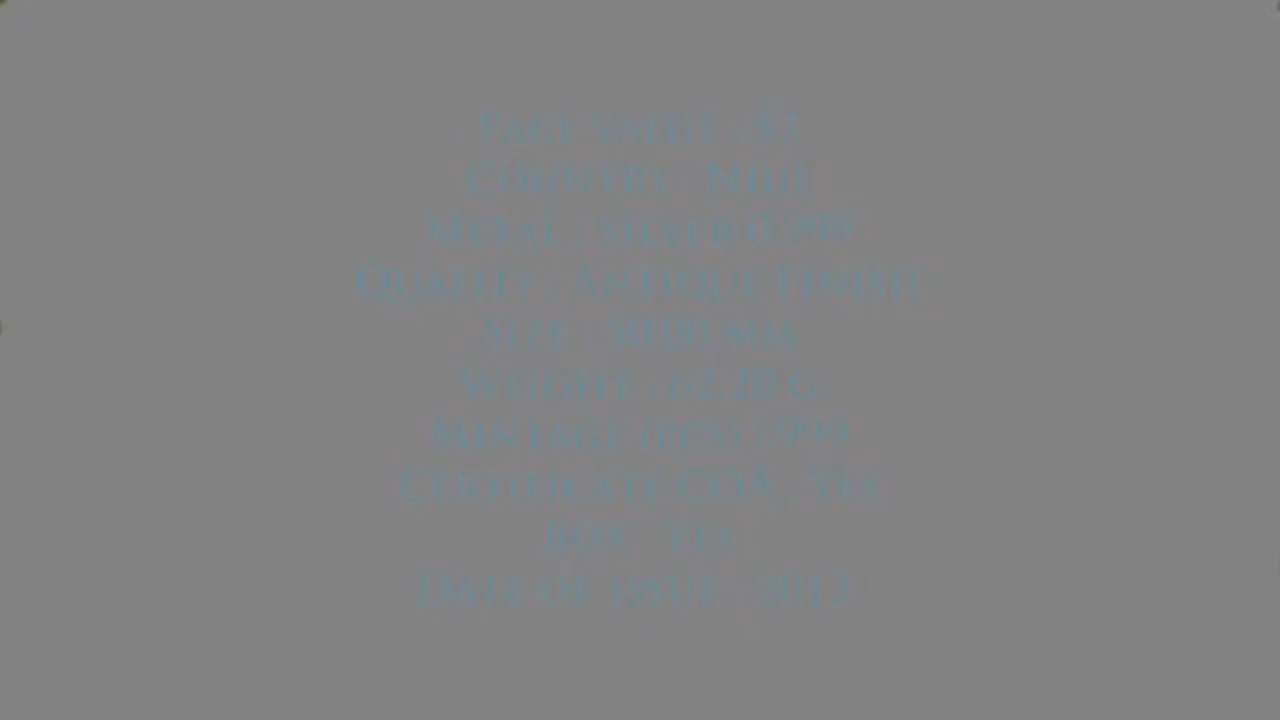 Face value : $2
Country : Niue
Metal : Silver 0.999
Quality : Antique Finish
Size : 50.00 mm
Weight : 62.20 g
Mintage (pcs) : 999
Certificate COA : Yes
Box : Yes
Date of issue : 2012